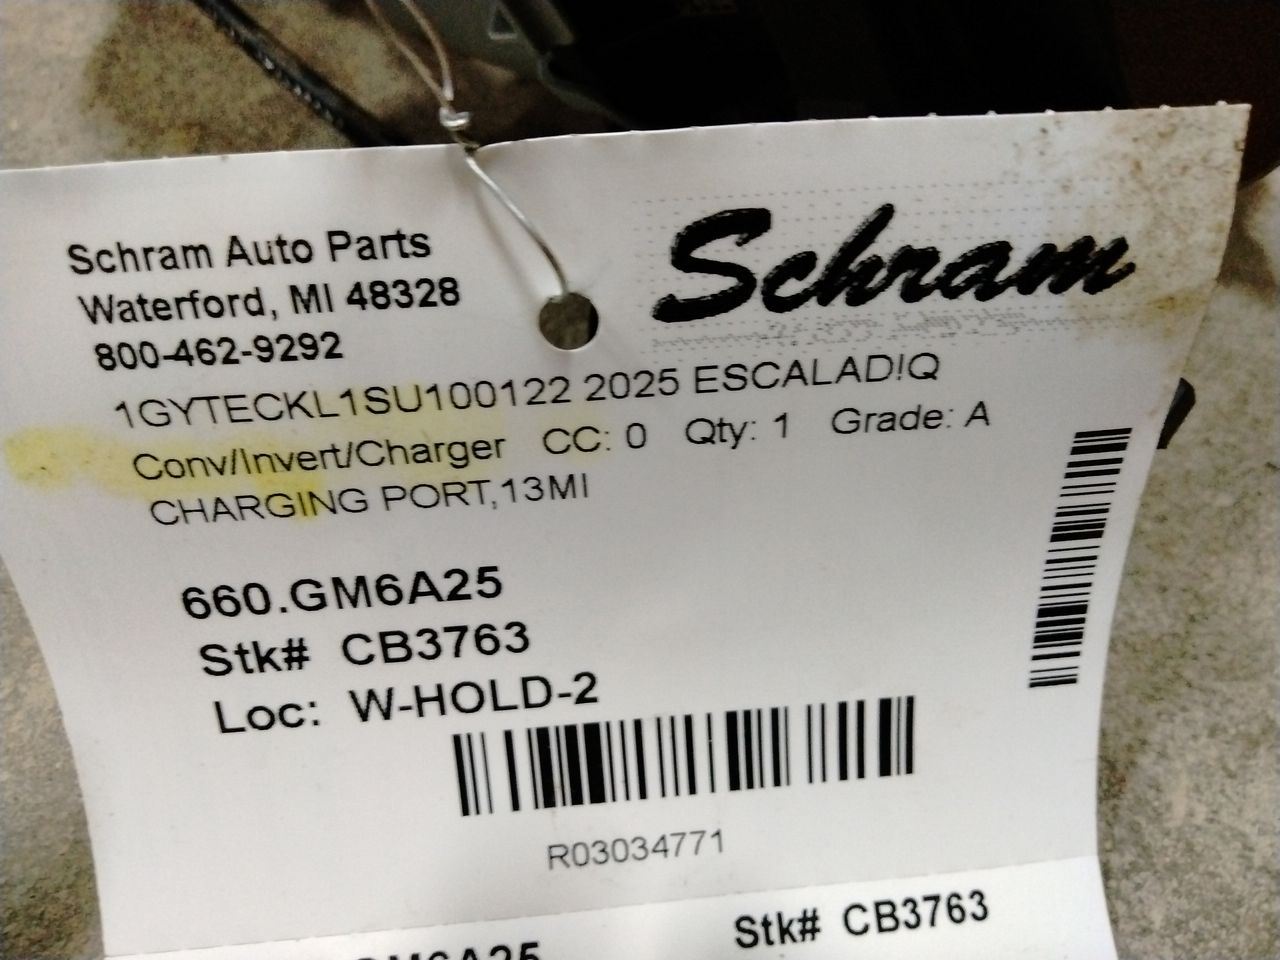 Schram Auto Parts
Waterford, MI 48328
800-462-9292
Schram
1GYTECKL1SU100122 2025 ESCALAD!Q
Conv/Invert/Charger CC: 0 Qty: 1 Grade: A
CHARGING PORT,13MI
660.GM6A25
Stk# CB3763
Loc: W-HOLD-2
R03034771
Stk# CB3763